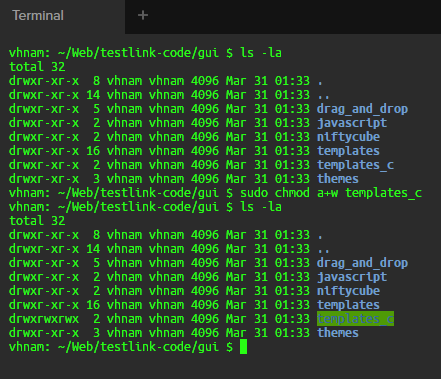 Terminal +
vhnam: ~/Web/testlink-code/gui $ ls -la
total 32
drwxr-xr-x  8 vhnam vhnam 4096 Mar 31 01:33 .
drwxr-xr-x 14 vhnam vhnam 4096 Mar 31 01:33 ..
drwxr-xr-x  5 vhnam vhnam 4096 Mar 31 01:33 drag_and_drop
drwxr-xr-x  2 vhnam vhnam 4096 Mar 31 01:33 javascript
drwxr-xr-x  2 vhnam vhnam 4096 Mar 31 01:33 niftycube
drwxr-xr-x 16 vhnam vhnam 4096 Mar 31 01:33 templates
drwxr-xr-x  2 vhnam vhnam 4096 Mar 31 01:33 templates_c
drwxr-xr-x  3 vhnam vhnam 4096 Mar 31 01:33 themes
vhnam: ~/Web/testlink-code/gui $ sudo chmod a+w templates_c
vhnam: ~/Web/testlink-code/gui $ ls -la
total 32
drwxr-xr-x  8 vhnam vhnam 4096 Mar 31 01:33 .
drwxr-xr-x 14 vhnam vhnam 4096 Mar 31 01:33 ..
drwxr-xr-x  5 vhnam vhnam 4096 Mar 31 01:33 drag_and_drop
drwxr-xr-x  2 vhnam vhnam 4096 Mar 31 01:33 javascript
drwxr-xr-x  2 vhnam vhnam 4096 Mar 31 01:33 niftycube
drwxr-xr-x 16 vhnam vhnam 4096 Mar 31 01:33 templates
drwxrwxrwx  2 vhnam vhnam 4096 Mar 31 01:33 templates_c
drwxr-xr-x  3 vhnam vhnam 4096 Mar 31 01:33 themes
vhnam: ~/Web/testlink-code/gui $